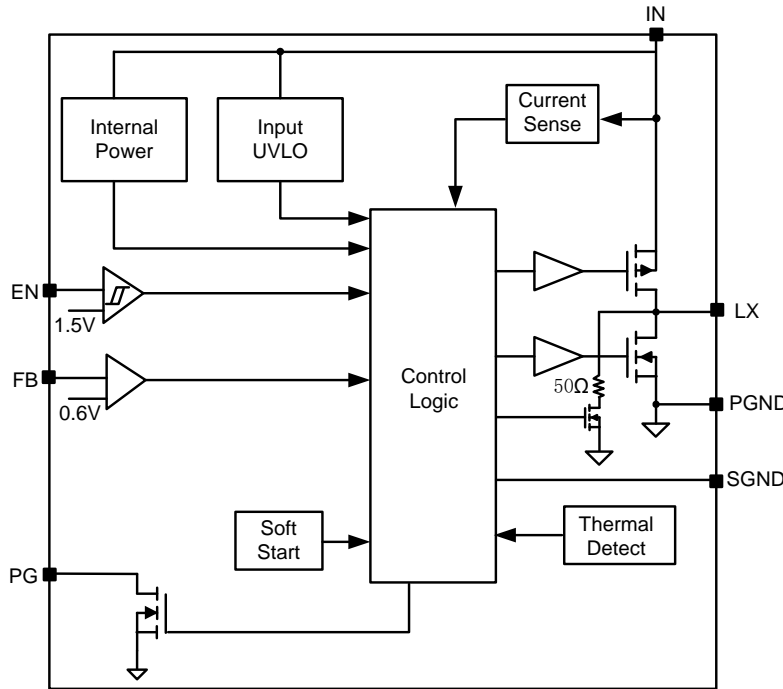 IN
Internal
Power
Input
UVLO
Current
Sense
EN
1.5V
LX
FB
0.6V
Control
Logic
50Ω
PGND
SGND
Soft
Start
Thermal
Detect
PG